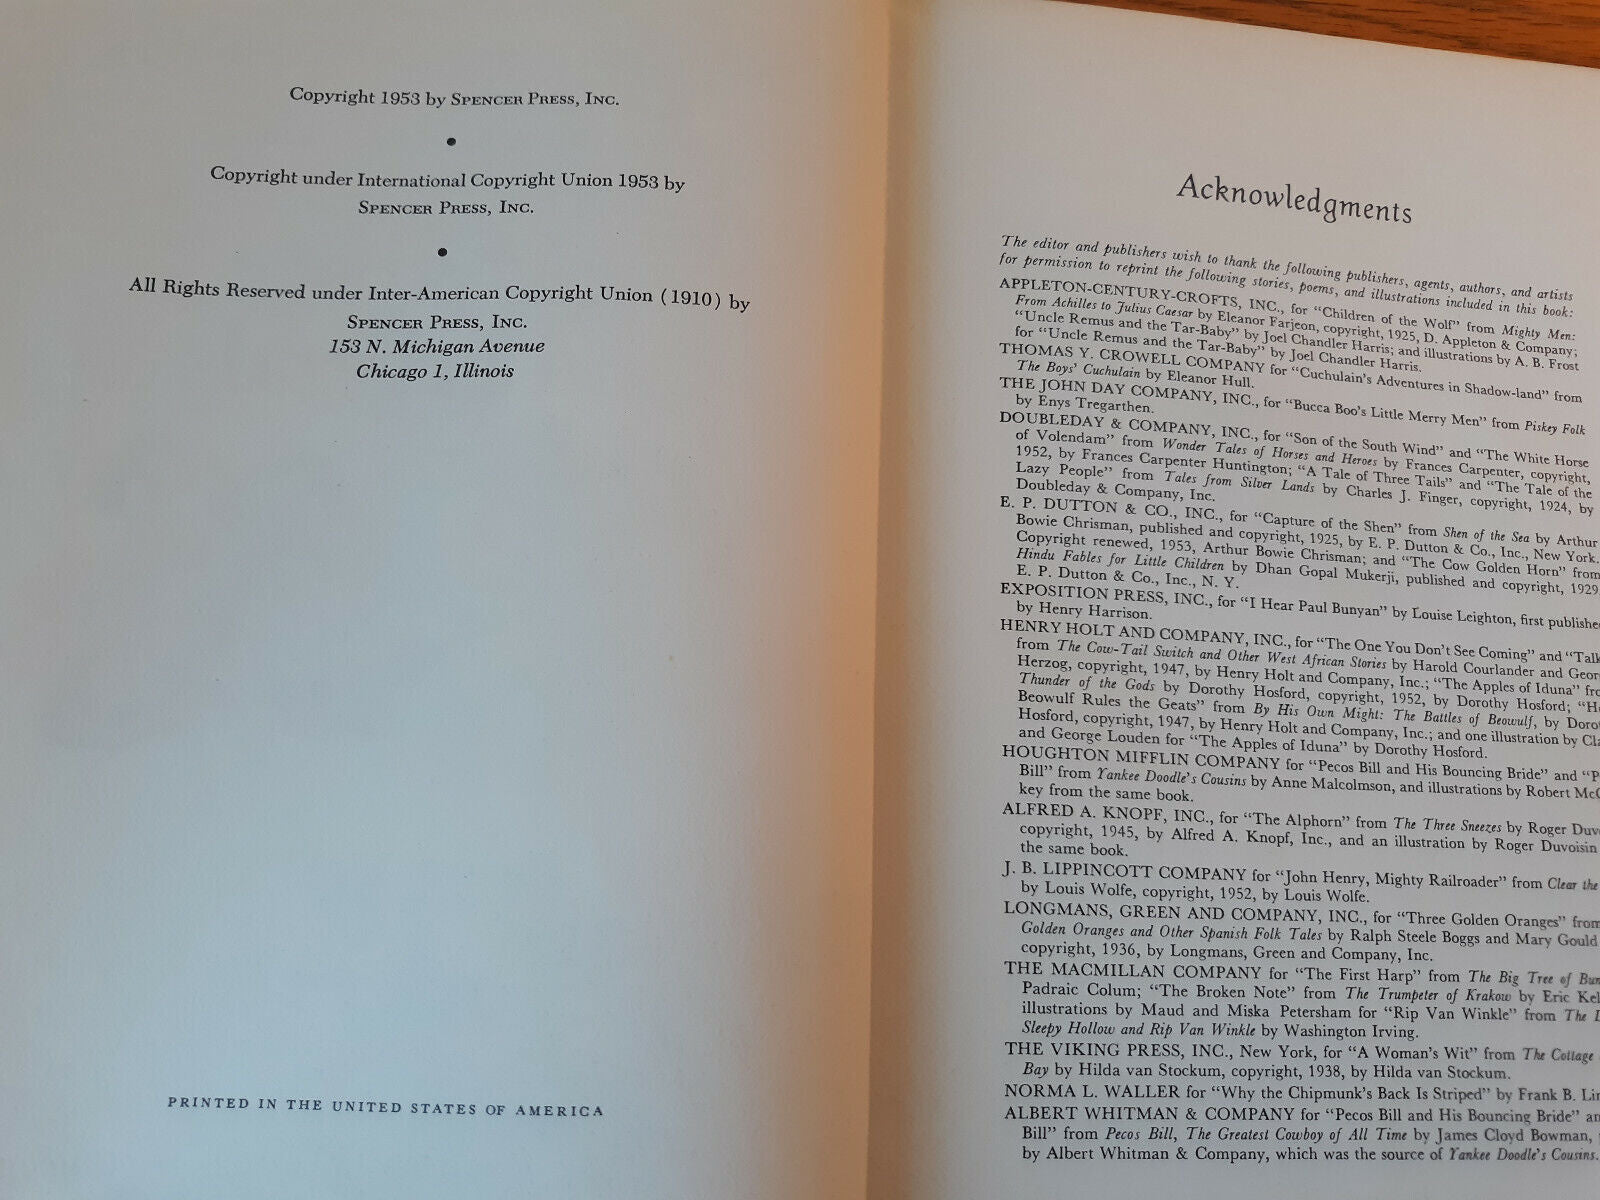 Copyright 1953 by SPENCER PRESS, INC.
•
Copyright under International Copyright Union 1953 by
SPENCER PRESS, INC.
•
All Rights Reserved under Inter-American Copyright Union (1910) by
SPENCER PRESS, INC.
153 N. Michigan Avenue
Chicago 1, Illinois
PRINTED IN THE UNITED STATES OF AMERICA
Acknowledgments
The editor and publishers wish to thank the following publishers, agents, authors, and artists
for permission to reprint the following stories, poems, and illustrations included in this book:
APPLETON-CENTURY-CROFTS, INC., for “Children of the Wolf” from Mighty Men:
From Achilles to Julius Caesar by Eleanor Farjeon, copyright, 1925, D. Appleton & Company;
“Uncle Remus and the Tar-Baby” by Joel Chandler Harris; and illustrations by A. B. Frost
for “Uncle Remus and the Tar-Baby” by Joel Chandler Harris.
THOMAS Y. CROWELL COMPANY for “Cuchulain's Adventures in Shadow-land” from
The Boys' Cuchulain by Eleanor Hull.
THE JOHN DAY COMPANY, INC., for “Bucca Boo's Little Merry Men” from Piskey Folk
by Enys Tregarthen.
DOUBLEDAY & COMPANY, INC., for “Son of the South Wind” and “The White Horse
of Volendam” from Wonder Tales of Horses and Heroes by Frances Carpenter, copyright,
1952, by Frances Carpenter Huntington; “A Tale of Three Tails” and “The Tale of the
Lazy People” from Tales from Silver Lands by Charles J. Finger, copyright, 1924, by
Doubleday & Company, Inc.
E. P. DUTTON & CO., INC., for “Capture of the Shen” from Shen of the Sea by Arthur
Bowie Chrisman, published and copyright, 1925, by E. P. Dutton & Co., Inc., New York.
Copyright renewed, 1953, Arthur Bowie Chrisman; and “The Cow Golden Horn” from
Hindu Fables for Little Children by Dhan Gopal Mukerji, published and copyright, 1929
E. P. Dutton & Co., Inc., N. Y.
EXPOSITION PRESS, INC., for “I Hear Paul Bunyan” by Louise Leighton, first publishe
by Henry Harrison.
HENRY HOLT AND COMPANY, INC., for “The One You Don't See Coming” and “Talk
from The Cow-Tail Switch and Other West African Stories by Harold Courlander and Geor
Herzog, copyright, 1947, by Henry Holt and Company, Inc.; “The Apples of Iduna” fro
Thunder of the Gods by Dorothy Hosford, copyright, 1952, by Dorothy Hosford; “H
Beowulf Rules the Geats” from By His Own Might: The Battles of Beowulf, by Doro
Hosford, copyright, 1947, by Henry Holt and Company, Inc.; and one illustration by Cla
and George Louden for “The Apples of Iduna” by Dorothy Hosford.
HOUGHTON MIFFLIN COMPANY for “Pecos Bill and His Bouncing Bride” and “P
Bill” from Yankee Doodle's Cousins by Anne Malcolmson, and illustrations by Robert McC
key from the same book.
ALFRED A. KNOPF, INC., for “The Alphorn” from The Three Sneezes by Roger Duv
copyright, 1945, by Alfred A. Knopf, Inc., and an illustration by Roger Duvoisin
the same book.
J. B. LIPPINCOTT COMPANY for “John Henry, Mighty Railroader” from Clear the
by Louis Wolfe, copyright, 1952, by Louis Wolfe.
LONGMANS, GREEN AND COMPANY, INC., for “Three Golden Oranges” from
Golden Oranges and Other Spanish Folk Tales by Ralph Steele Boggs and Mary Gould
copyright, 1936, by Longmans, Green and Company, Inc.
THE MACMILLAN COMPANY for “The First Harp” from The Big Tree of Bun
Padraic Colum; “The Broken Note” from The Trumpeter of Krakow by Eric Kel
illustrations by Maud and Miska Petersham for “Rip Van Winkle” from The L
Sleepy Hollow and Rip Van Winkle by Washington Irving.
THE VIKING PRESS, INC., New York, for “A Woman's Wit” from The Cottage
Bay by Hilda van Stockum, copyright, 1938, by Hilda van Stockum.
NORMA L. WALLER for “Why the Chipmunk's Back Is Striped” by Frank B. Lin
ALBERT WHITMAN & COMPANY for “Pecos Bill and His Bouncing Bride” an
Bill” from Pecos Bill, The Greatest Cowboy of All Time by James Cloyd Bowman,
by Albert Whitman & Company, which was the source of Yankee Doodle's Cousins.